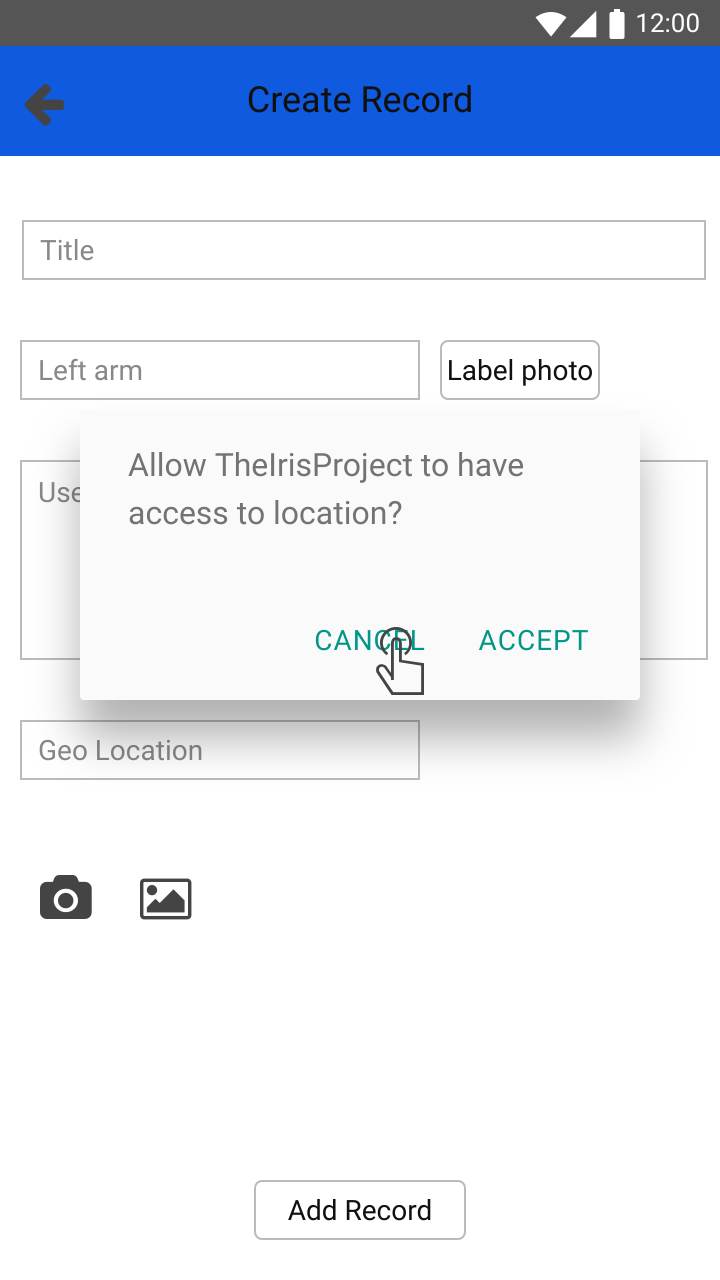 12:00
Create Record
Title
Left arm
Label photo
Allow TheIrisProject to have
access to location?
Use
CANCEL ACCEPT
Geo Location
Add Record